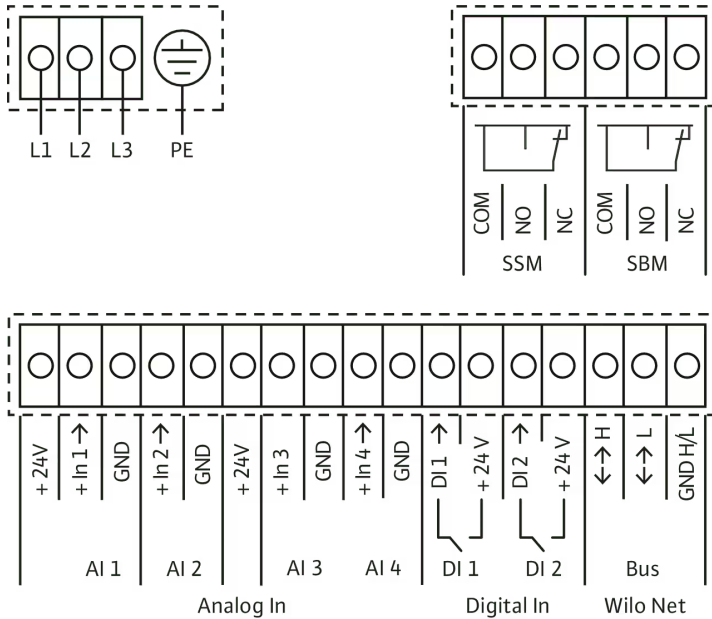 L1 L2 L3 PE
COM NO NC COM NO NC
SSM SBM
+ 24V + In 1 → GND + In 2 → GND + 24V + In 3 GND + In 4 → GND DI 1 → + 24 V DI 2 → + 24 V ↔ H ↔ L GND H/L
AI 1 AI 2 AI 3 AI 4 DI 1 DI 2 Bus
Analog In Digital In Wilo Net